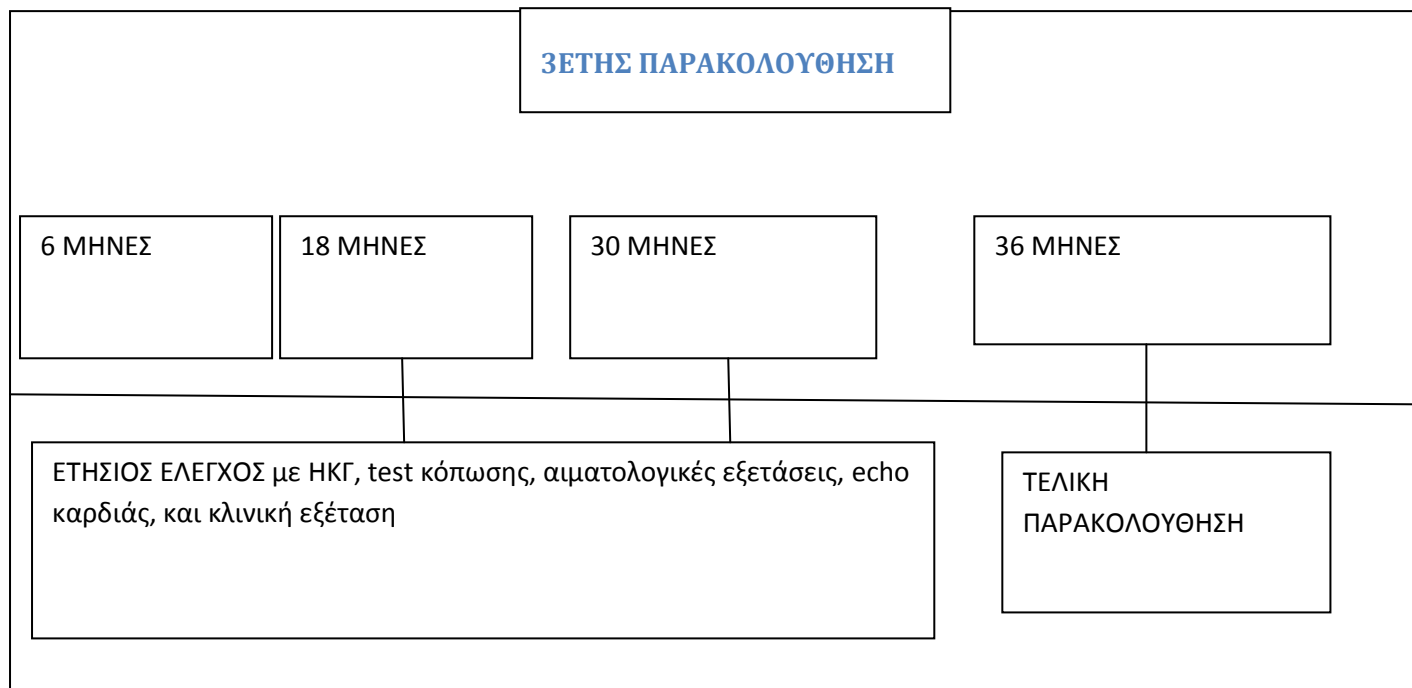 3ΕΤΗΣ ΠΑΡΑΚΟΛΟΥΘΗΣΗ
6 ΜΗΝΕΣ
18 ΜΗΝΕΣ
30 ΜΗΝΕΣ
36 ΜΗΝΕΣ
ΕΤΗΣΙΟΣ ΕΛΕΓΧΟΣ με ΗΚΓ, test κόπωσης, αιματολογικές εξετάσεις, echo
καρδιάς, και κλινική εξέταση
ΤΕΛΙΚΗ
ΠΑΡΑΚΟΛΟΥΘΗΣΗ